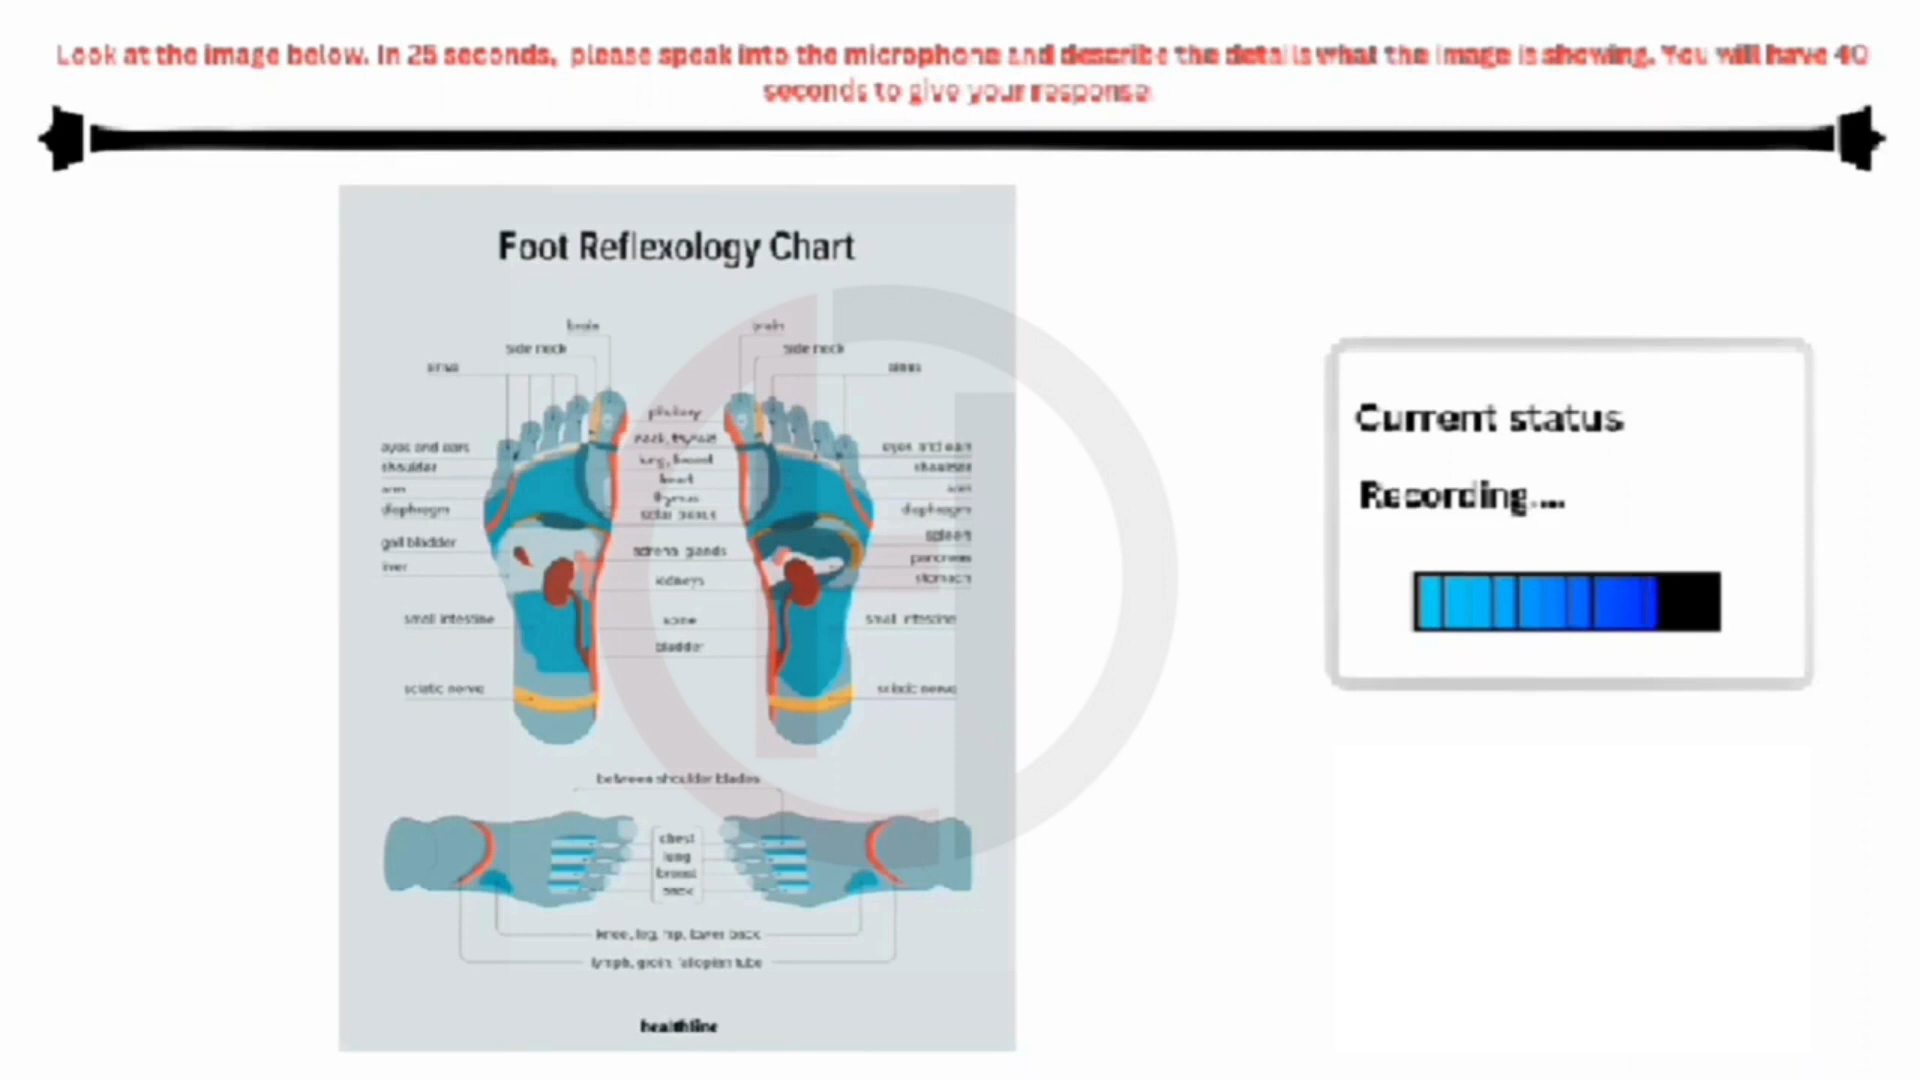 Look at the image below. In 25 seconds, please speak into the microphone and describe the details what the image is showing. You will have 40
seconds to give your response.
Foot Reflexology Chart
brain
brain
side neck
side neck
sinus
sinus
pituitary
neck, thyroid
eyes and ears
eyes and ears
lung, breast
shoulder
shoulder
heart
arm
arm
thymus
diaphragm
solar plexus
diaphragm
spleen
gall bladder
adrenal glands
pancreas
liver
kidneys
stomach
small intestine
spine
small intestine
bladder
sciatic nerve
sciatic nerve
between shoulder blades
chest
lung
breast
back
knee, leg, hip, lower back
lymph, groin, fallopian tube
healthline
Current status
Recording...